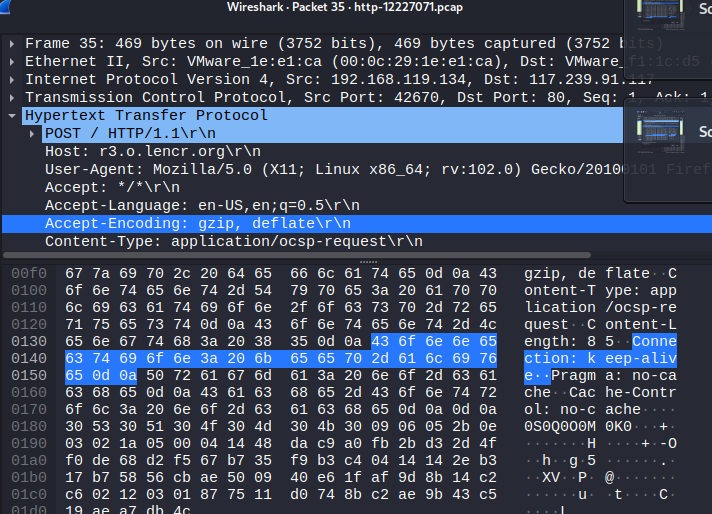 Wireshark · Packet 35 · http-12227071.pcap
Frame 35: 469 bytes on wire (3752 bits), 469 bytes captured (3752 bits)
Ethernet II, Src: VMware_1e:e1:ca (00:0c:29:1e:e1:ca), Dst: VMware_f1:1c:d5
Internet Protocol Version 4, Src: 192.168.119.134, Dst: 117.239.91.117
Transmission Control Protocol, Src Port: 42670, Dst Port: 80, Seq: 1, Ack: 1
Hypertext Transfer Protocol
POST / HTTP/1.1\r\n
Host: r3.o.lencr.org\r\n
User-Agent: Mozilla/5.0 (X11; Linux x86_64; rv:102.0) Gecko/20100101 Firef
Accept: */*\r\n
Accept-Language: en-US,en;q=0.5\r\n
Accept-Encoding: gzip, deflate\r\n
Content-Type: application/ocsp-request\r\n
00f0 67 7a 69 70 2c 20 64 65 66 6c 61 74 65 0d 0a 43 gzip, de flate··C
0100 6f 6e 74 65 6e 74 2d 54 79 70 65 3a 20 61 70 70 ontent-T ype: app
0110 6c 69 63 61 74 69 6f 6e 2f 6f 63 73 70 2d 72 65 lication /ocsp-re
0120 71 75 65 73 74 0d 0a 43 6f 6e 74 65 6e 74 2d 4c quest··C ontent-L
0130 65 6e 67 74 68 3a 20 38 35 0d 0a 43 6f 6e 6e 65 ength: 8 5··Conne
0140 63 74 69 6f 6e 3a 20 6b 65 65 70 2d 61 6c 69 76 ction: k eep-aliv
0150 65 0d 0a 50 72 61 67 6d 61 3a 20 6e 6f 2d 63 61 e··Pragm a: no-ca
0160 63 68 65 0d 0a 43 61 63 68 65 2d 43 6f 6e 74 72 che··Cac he-Contr
0170 6f 6c 3a 20 6e 6f 2d 63 61 63 68 65 0d 0a 0d 0a ol: no-c ache····
0180 30 53 30 51 30 4f 30 4d 30 4b 30 09 06 05 2b 0e 0S0Q0O0M 0K0···+·
0190 03 02 1a 05 00 04 14 48 da c9 a0 fb 2b d3 2d 4f ·······H ····+·-O
01a0 f0 de 68 d2 f5 67 b7 35 f9 b3 c4 04 14 14 2e b3 ··h··g·5 ······.·
01b0 17 b7 58 56 cb ae 50 09 40 e6 1f af 9d 8b 14 c2 ··XV··P· @·······
01c0 c6 02 12 03 01 87 75 11 d0 74 8b c2 ae 9b 43 c5 ······u· ·t····C·
01d0 19 ae a7 db 4c ····L